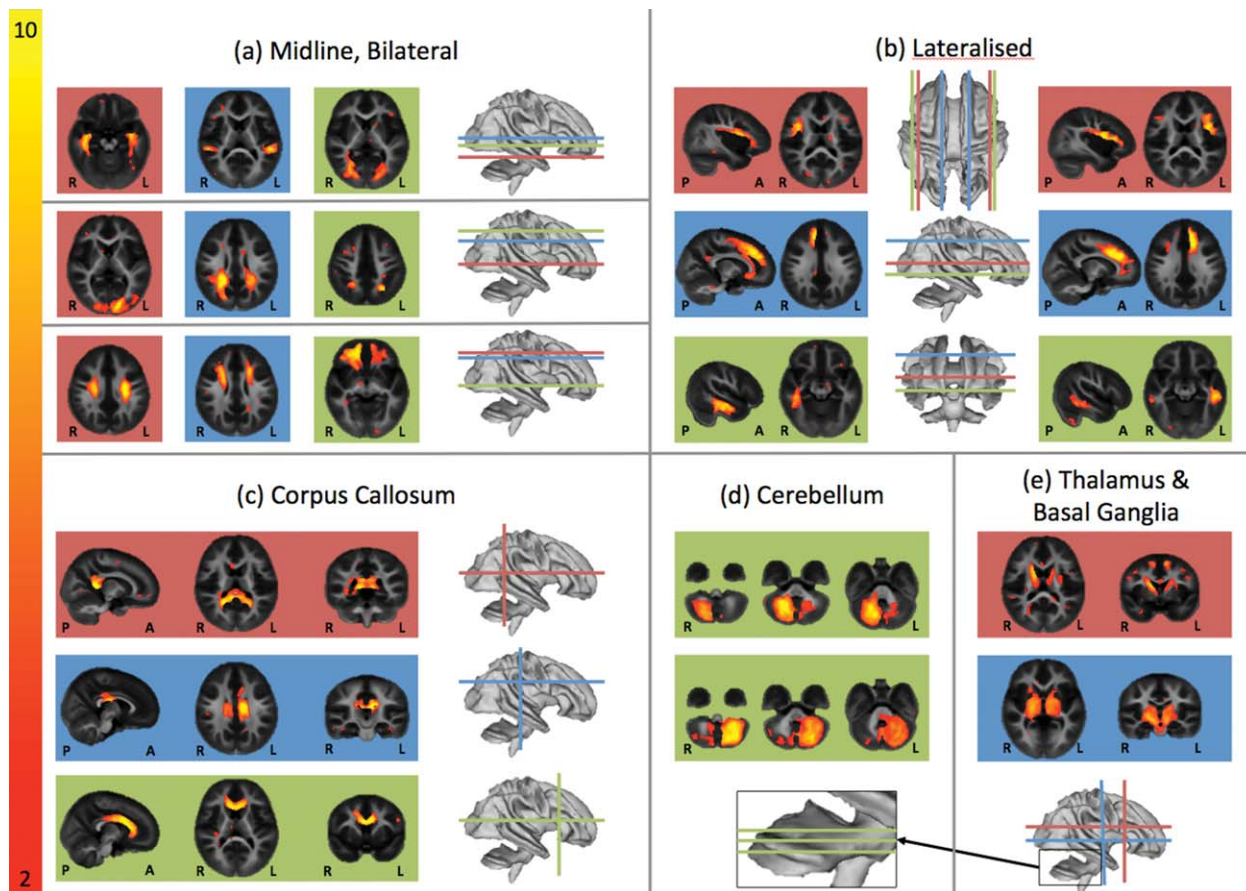 10
(a) Midline, Bilateral
R L R L R L
R L R L R L
R L R L R L
(b) Lateralised
P A R L P A R L
P A R L P A R L
P A R L P A R L
(c) Corpus Callosum
P A R L R L
P A R L R L
P A R L R L
(d) Cerebellum
R L
R L
(e) Thalamus &
Basal Ganglia
R L R L
R L R L
2